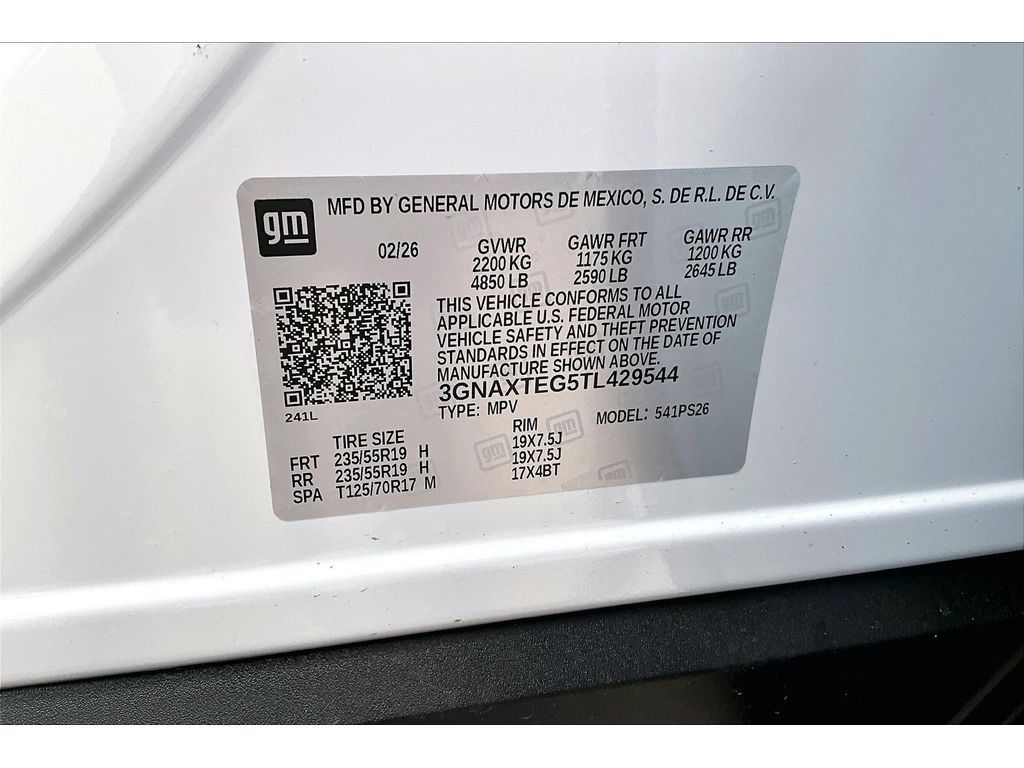 gm MFD BY GENERAL MOTORS DE MEXICO, S. DE R.L. DE C.V.
02/26 GVWR GAWR FRT GAWR RR
2200 KG 1175 KG 1200 KG
4850 LB 2590 LB 2645 LB
THIS VEHICLE CONFORMS TO ALL
APPLICABLE U.S. FEDERAL MOTOR
VEHICLE SAFETY AND THEFT PREVENTION
STANDARDS IN EFFECT ON THE DATE OF
MANUFACTURE SHOWN ABOVE.
3GNAXTEG5TL429544
241L TYPE: MPV MODEL: 541PS26
TIRE SIZE RIM
FRT 235/55R19 H 19X7.5J
RR 235/55R19 H 19X7.5J
SPA T125/70R17 M 17X4BT